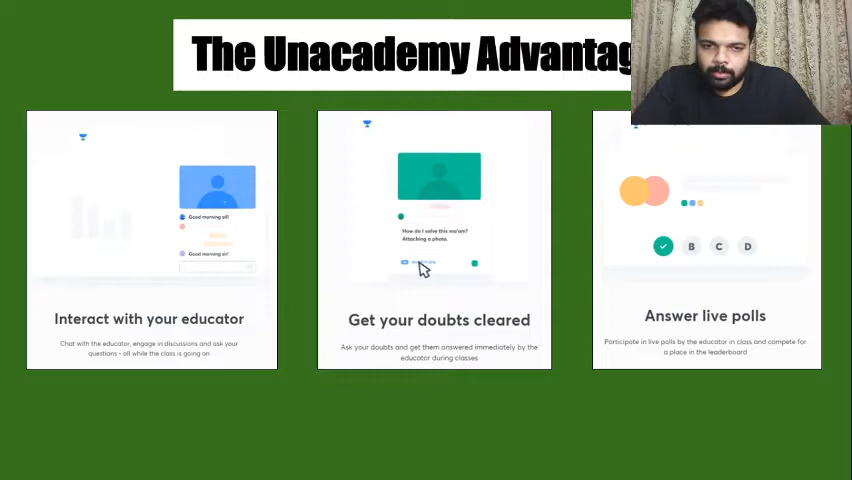 The Unacademy Advantag
Good morning all!
Good morning sir!
Interact with your educator
Chat with the educator, engage in discussions and ask your
questions - all while the class is going on
How do I solve this ma'am?
Attaching a photo.
Get your doubts cleared
Ask your doubts and get them answered immediately by the
educator during classes
B C D
Answer live polls
Participate in live polls by the educator in class and compete for
a place in the leaderboard